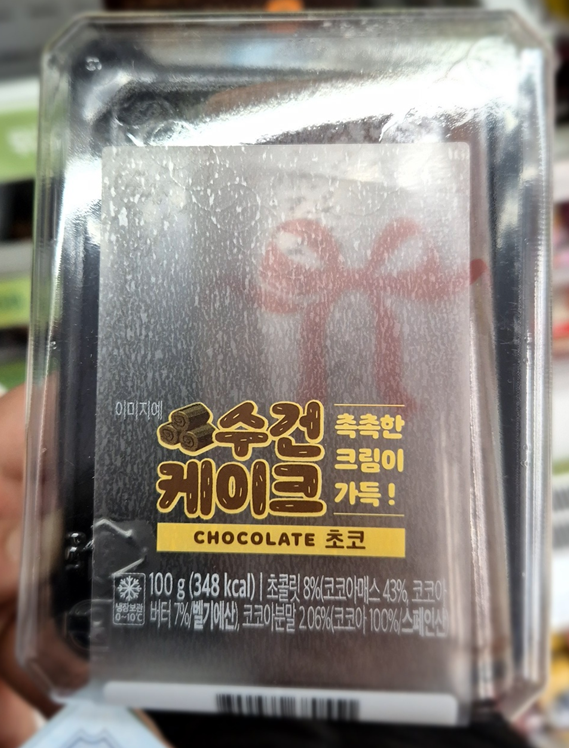 이미지예
수건
케이크
촉촉한
크림이
가득!
CHOCOLATE 초코
100 g (348 kcal) | 초콜릿 8%(코코아매스 43%, 코코아
버터 7%/벨기에산), 코코아분말 2.06%(코코아 100%/스페인산
냉장보관
0~10℃